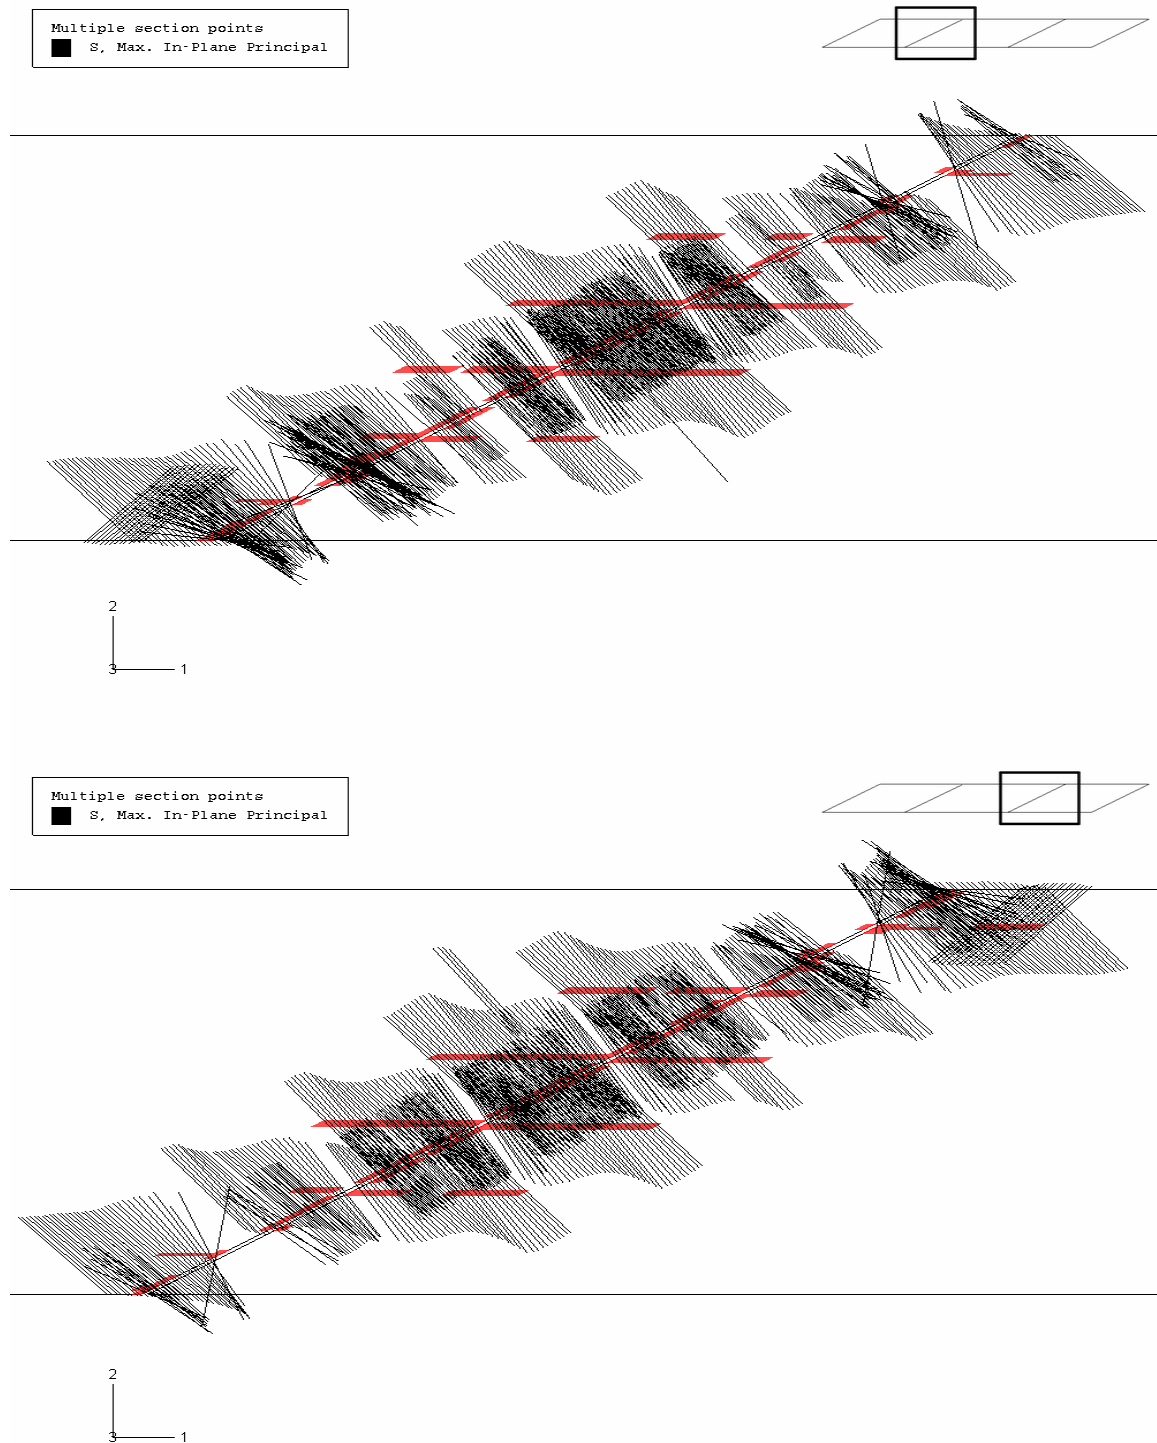 Multiple section points
S, Max. In-Plane Principal
2
3 1
Multiple section points
S, Max. In-Plane Principal
2
3 1